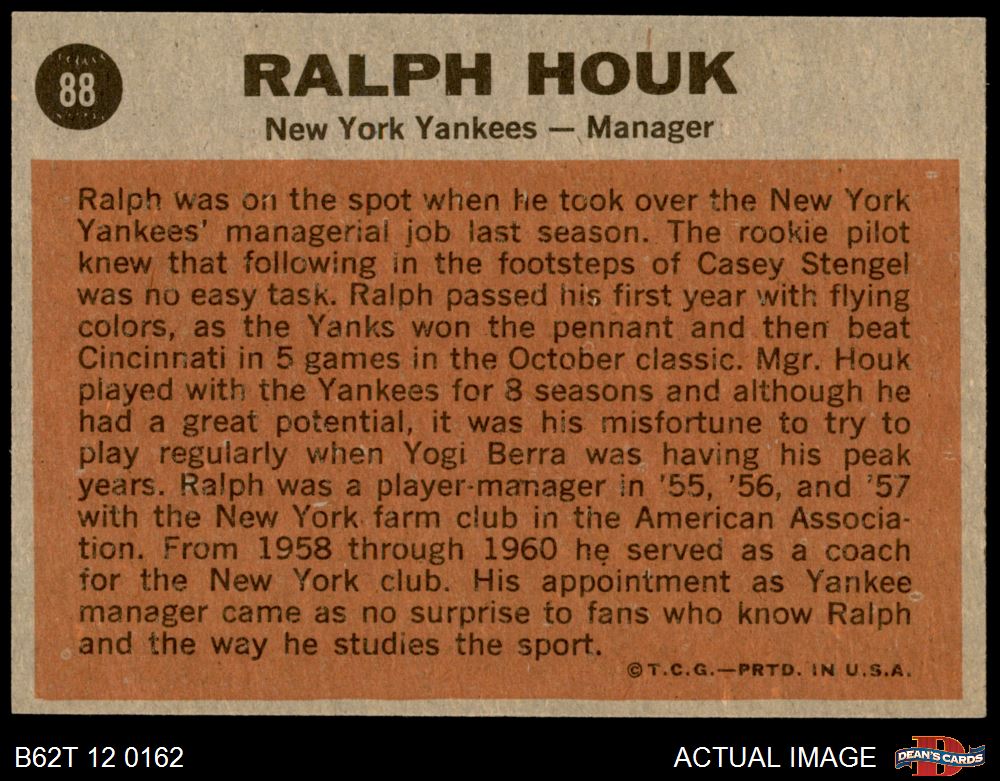 88
RALPH HOUK
New York Yankees — Manager
Ralph was on the spot when he took over the New York
Yankees' managerial job last season. The rookie pilot
knew that following in the footsteps of Casey Stengel
was no easy task. Ralph passed his first year with flying
colors, as the Yanks won the pennant and then beat
Cincinnati in 5 games in the October classic. Mgr. Houk
played with the Yankees for 8 seasons and although he
had a great potential, it was his misfortune to try to
play regularly when Yogi Berra was having his peak
years. Ralph was a player-manager in '55, '56, and '57
with the New York farm club in the American Associa-
tion. From 1958 through 1960 he served as a coach
for the New York club. His appointment as Yankee
manager came as no surprise to fans who know Ralph
and the way he studies the sport.
©T.C.G.—PRTD. IN U.S.A.
B62T 12 0162
ACTUAL IMAGE
D
DEAN'S CARDS